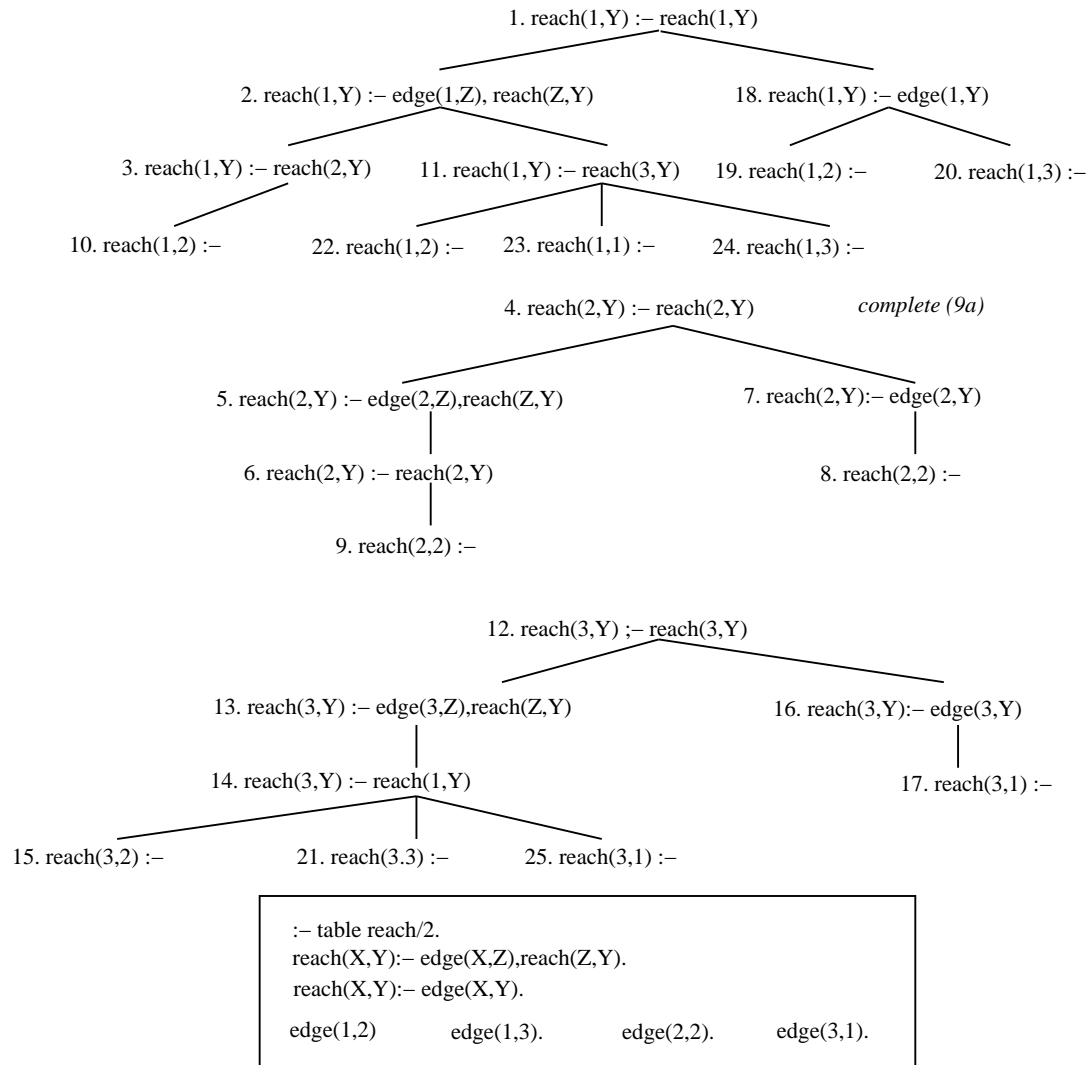 1. reach(1,Y) :– reach(1,Y)
2. reach(1,Y) :– edge(1,Z), reach(Z,Y)
18. reach(1,Y) :– edge(1,Y)
3. reach(1,Y) :– reach(2,Y)
11. reach(1,Y) :– reach(3,Y)
19. reach(1,2) :–
20. reach(1,3) :–
10. reach(1,2) :–
22. reach(1,2) :–
23. reach(1,1) :–
24. reach(1,3) :–
4. reach(2,Y) :– reach(2,Y)
complete (9a)
5. reach(2,Y) :– edge(2,Z),reach(Z,Y)
7. reach(2,Y):– edge(2,Y)
6. reach(2,Y) :– reach(2,Y)
8. reach(2,2) :–
9. reach(2,2) :–
12. reach(3,Y) ;– reach(3,Y)
13. reach(3,Y) :– edge(3,Z),reach(Z,Y)
16. reach(3,Y):– edge(3,Y)
14. reach(3,Y) :– reach(1,Y)
17. reach(3,1) :–
15. reach(3,2) :–
21. reach(3.3) :–
25. reach(3,1) :–
:– table reach/2.
reach(X,Y):– edge(X,Z),reach(Z,Y).
reach(X,Y):– edge(X,Y).
edge(1,2) edge(1,3). edge(2,2). edge(3,1).